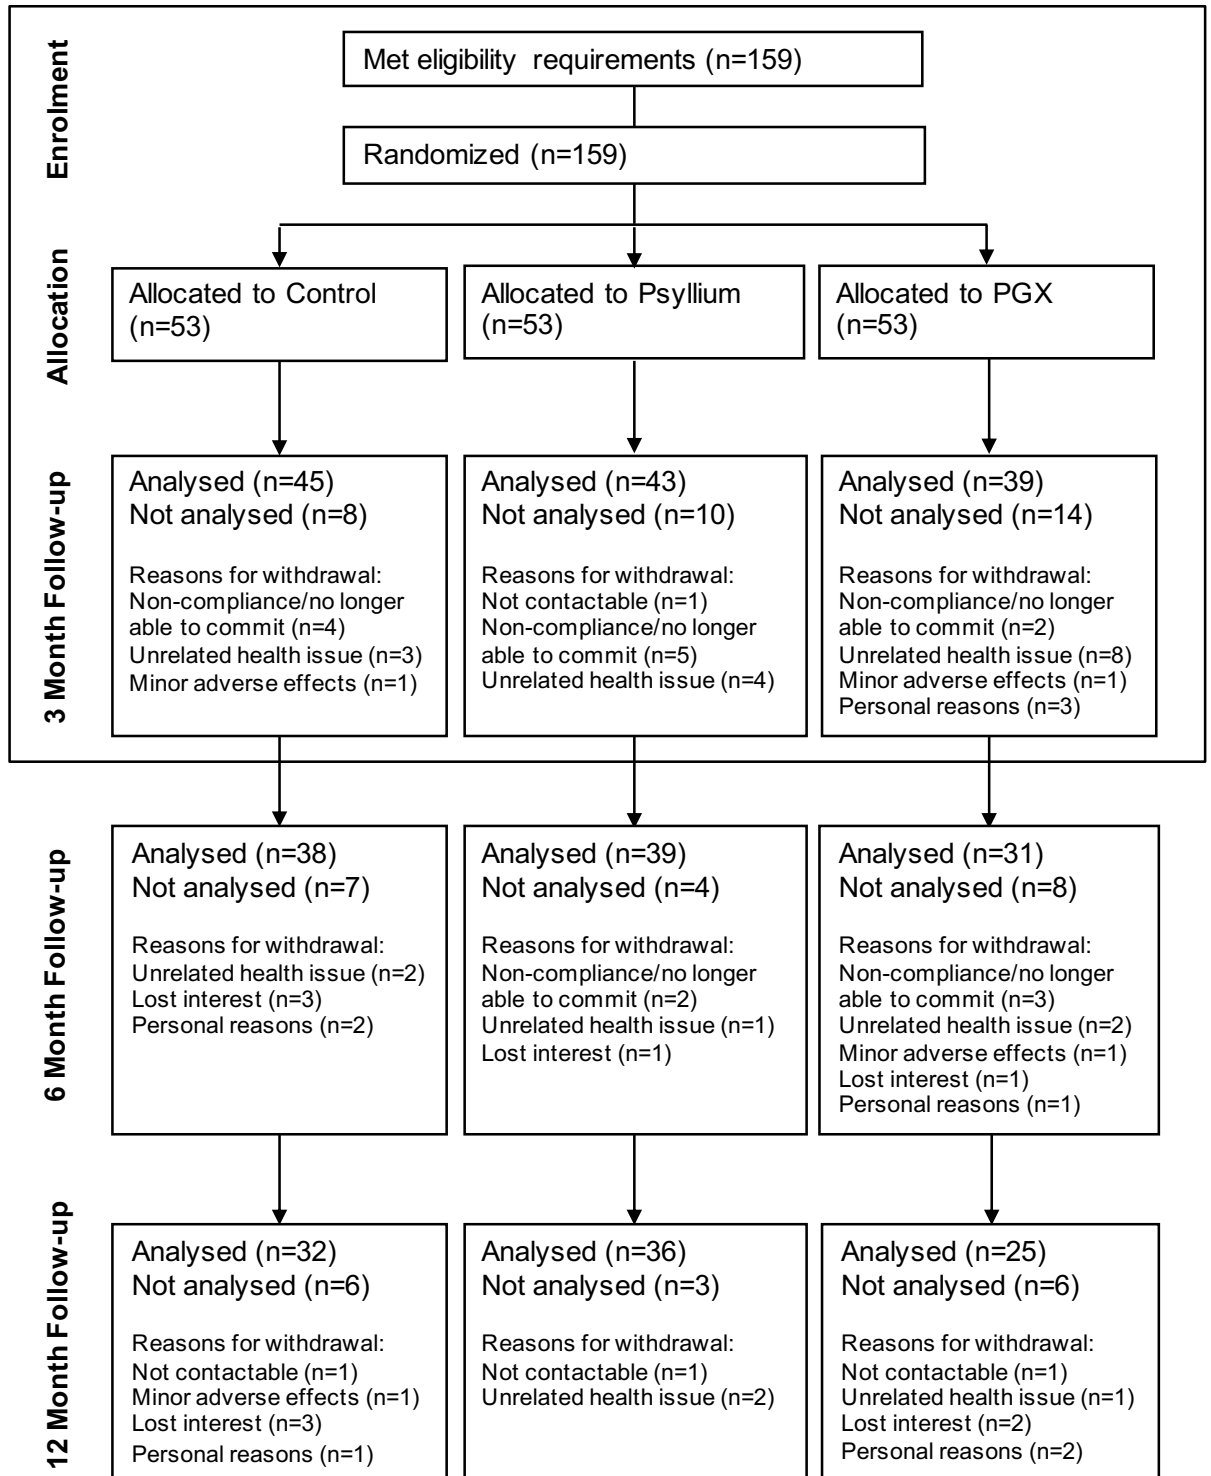 Enrolment
Met eligibility requirements (n=159)
Randomized (n=159)
Allocation
Allocated to Control
(n=53)
Allocated to Psyllium
(n=53)
Allocated to PGX
(n=53)
3 Month Follow-up
Analysed (n=45)
Not analysed (n=8)
Reasons for withdrawal:
Non-compliance/no longer
able to commit (n=4)
Unrelated health issue (n=3)
Minor adverse effects (n=1)
Analysed (n=43)
Not analysed (n=10)
Reasons for withdrawal:
Not contactable (n=1)
Non-compliance/no longer
able to commit (n=5)
Unrelated health issue (n=4)
Analysed (n=39)
Not analysed (n=14)
Reasons for withdrawal:
Non-compliance/no longer
able to commit (n=2)
Unrelated health issue (n=8)
Minor adverse effects (n=1)
Personal reasons (n=3)
6 Month Follow-up
Analysed (n=38)
Not analysed (n=7)
Reasons for withdrawal:
Unrelated health issue (n=2)
Lost interest (n=3)
Personal reasons (n=2)
Analysed (n=39)
Not analysed (n=4)
Reasons for withdrawal:
Non-compliance/no longer
able to commit (n=2)
Unrelated health issue (n=1)
Lost interest (n=1)
Analysed (n=31)
Not analysed (n=8)
Reasons for withdrawal:
Non-compliance/no longer
able to commit (n=3)
Unrelated health issue (n=2)
Minor adverse effects (n=1)
Lost interest (n=1)
Personal reasons (n=1)
12 Month Follow-up
Analysed (n=32)
Not analysed (n=6)
Reasons for withdrawal:
Not contactable (n=1)
Minor adverse effects (n=1)
Lost interest (n=3)
Personal reasons (n=1)
Analysed (n=36)
Not analysed (n=3)
Reasons for withdrawal:
Not contactable (n=1)
Unrelated health issue (n=2)
Analysed (n=25)
Not analysed (n=6)
Reasons for withdrawal:
Not contactable (n=1)
Unrelated health issue (n=1)
Lost interest (n=2)
Personal reasons (n=2)